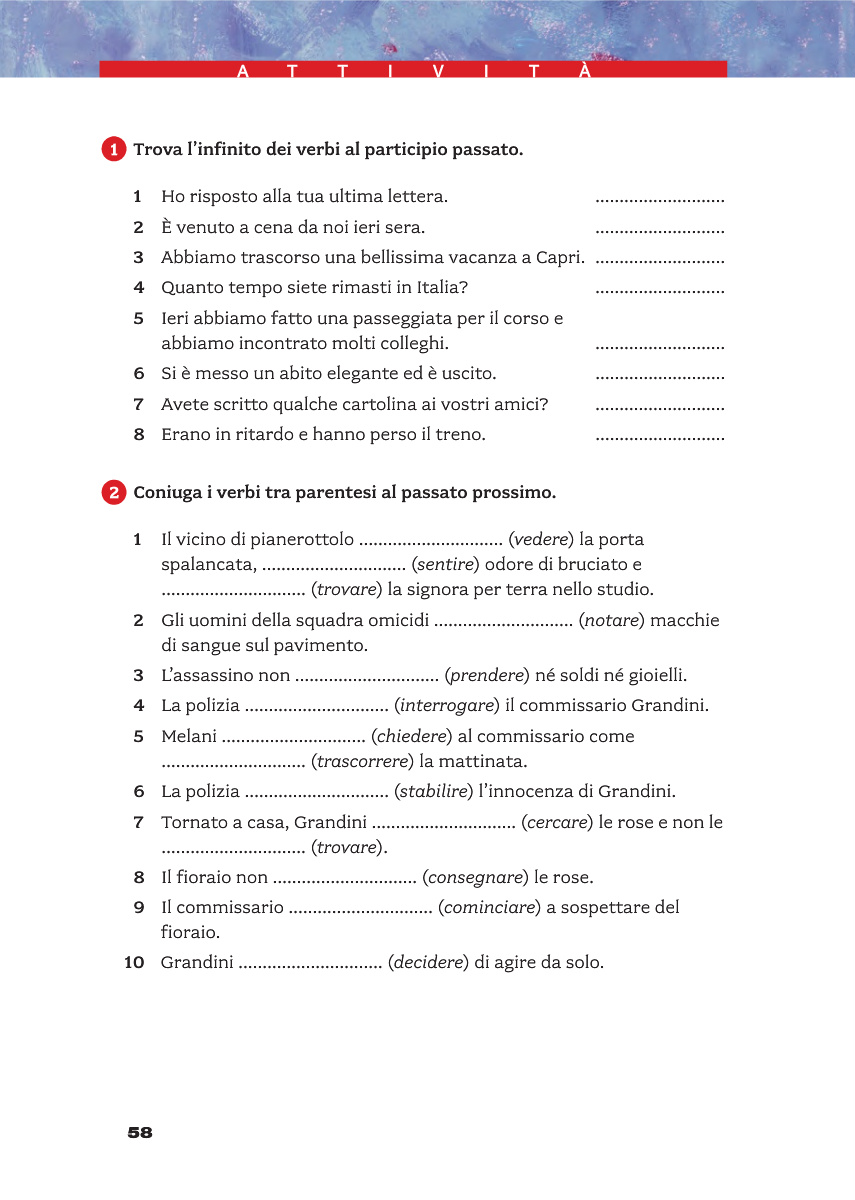 ATTIVITÀ
1 Trova l’infinito dei verbi al participio passato.
1 Ho risposto alla tua ultima lettera. ...........................
2 È venuto a cena da noi ieri sera. ...........................
3 Abbiamo trascorso una bellissima vacanza a Capri. ...........................
4 Quanto tempo siete rimasti in Italia? ...........................
5 Ieri abbiamo fatto una passeggiata per il corso e
abbiamo incontrato molti colleghi. ...........................
6 Si è messo un abito elegante ed è uscito. ...........................
7 Avete scritto qualche cartolina ai vostri amici? ...........................
8 Erano in ritardo e hanno perso il treno. ...........................
2 Coniuga i verbi tra parentesi al passato prossimo.
1 Il vicino di pianerottolo .............................. (vedere) la porta
spalancata, .............................. (sentire) odore di bruciato e
.............................. (trovare) la signora per terra nello studio.
2 Gli uomini della squadra omicidi ............................. (notare) macchie
di sangue sul pavimento.
3 L’assassino non .............................. (prendere) né soldi né gioielli.
4 La polizia .............................. (interrogare) il commissario Grandini.
5 Melani .............................. (chiedere) al commissario come
.............................. (trascorrere) la mattinata.
6 La polizia .............................. (stabilire) l’innocenza di Grandini.
7 Tornato a casa, Grandini .............................. (cercare) le rose e non le
.............................. (trovare).
8 Il fioraio non .............................. (consegnare) le rose.
9 Il commissario .............................. (cominciare) a sospettare del
fioraio.
10 Grandini .............................. (decidere) di agire da solo.
58